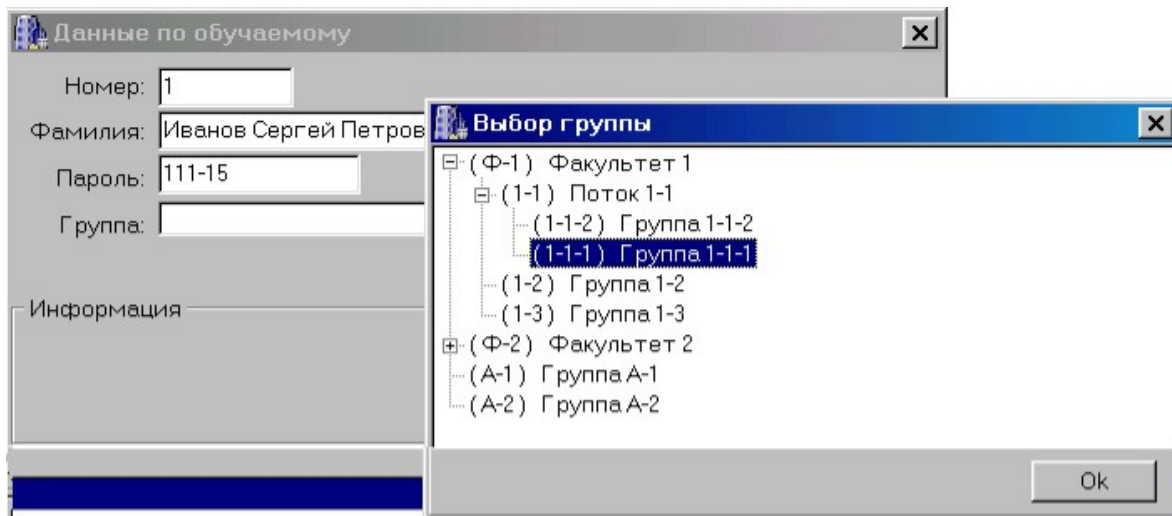 Данные по обучаемому
Номер: 1
Фамилия: Иванов Сергей Петров
Пароль: 111-15
Группа:
Информация
Выбор группы
(Ф-1) Факультет 1
(1-1) Поток 1-1
(1-1-2) Группа 1-1-2
(1-1-1) Группа 1-1-1
(1-2) Группа 1-2
(1-3) Группа 1-3
(Ф-2) Факультет 2
(А-1) Группа А-1
(А-2) Группа А-2
Ok